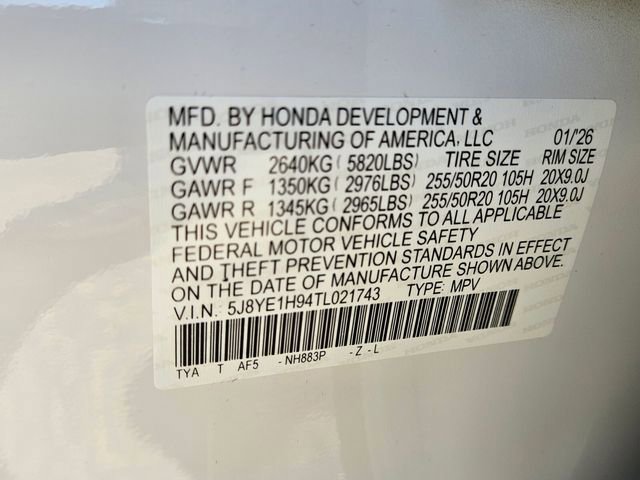 MFD. BY HONDA DEVELOPMENT &
MANUFACTURING OF AMERICA, LLC 01/'26
GVWR 2640KG( 5820LBS) TIRE SIZE RIM SIZE
GAWR F 1350KG( 2976LBS) 255/50R20 105H 20X9.0J
GAWR R 1345KG( 2965LBS) 255/50R20 105H 20X9.0J
THIS VEHICLE CONFORMS TO ALL APPLICABLE
FEDERAL MOTOR VEHICLE SAFETY
AND THEFT PREVENTION STANDARDS IN EFFECT
ON THE DATE OF MANUFACTURE SHOWN ABOVE.
V.I.N: 5J8YE1H94TL021743 TYPE: MPV
TYA T AF5 - NH883P - Z - L